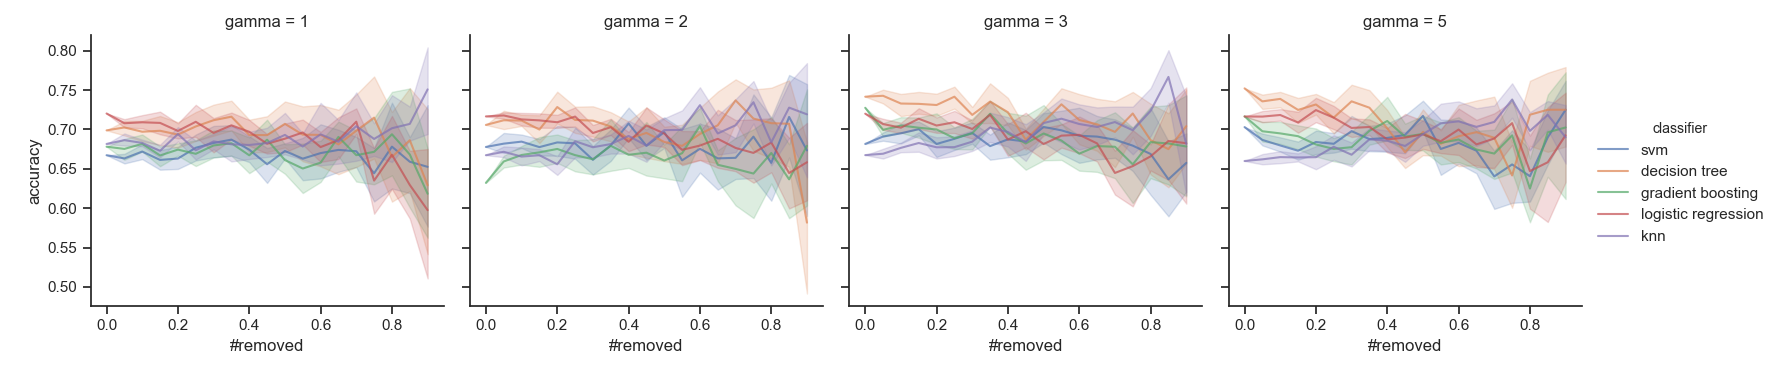 gamma = 1
gamma = 2
gamma = 3
gamma = 5
accuracy
0.80
0.75
0.70
0.65
0.60
0.55
0.50
0.0 0.2 0.4 0.6 0.8
0.0 0.2 0.4 0.6 0.8
0.0 0.2 0.4 0.6 0.8
0.0 0.2 0.4 0.6 0.8
#removed
#removed
#removed
#removed
classifier
svm
decision tree
gradient boosting
logistic regression
knn